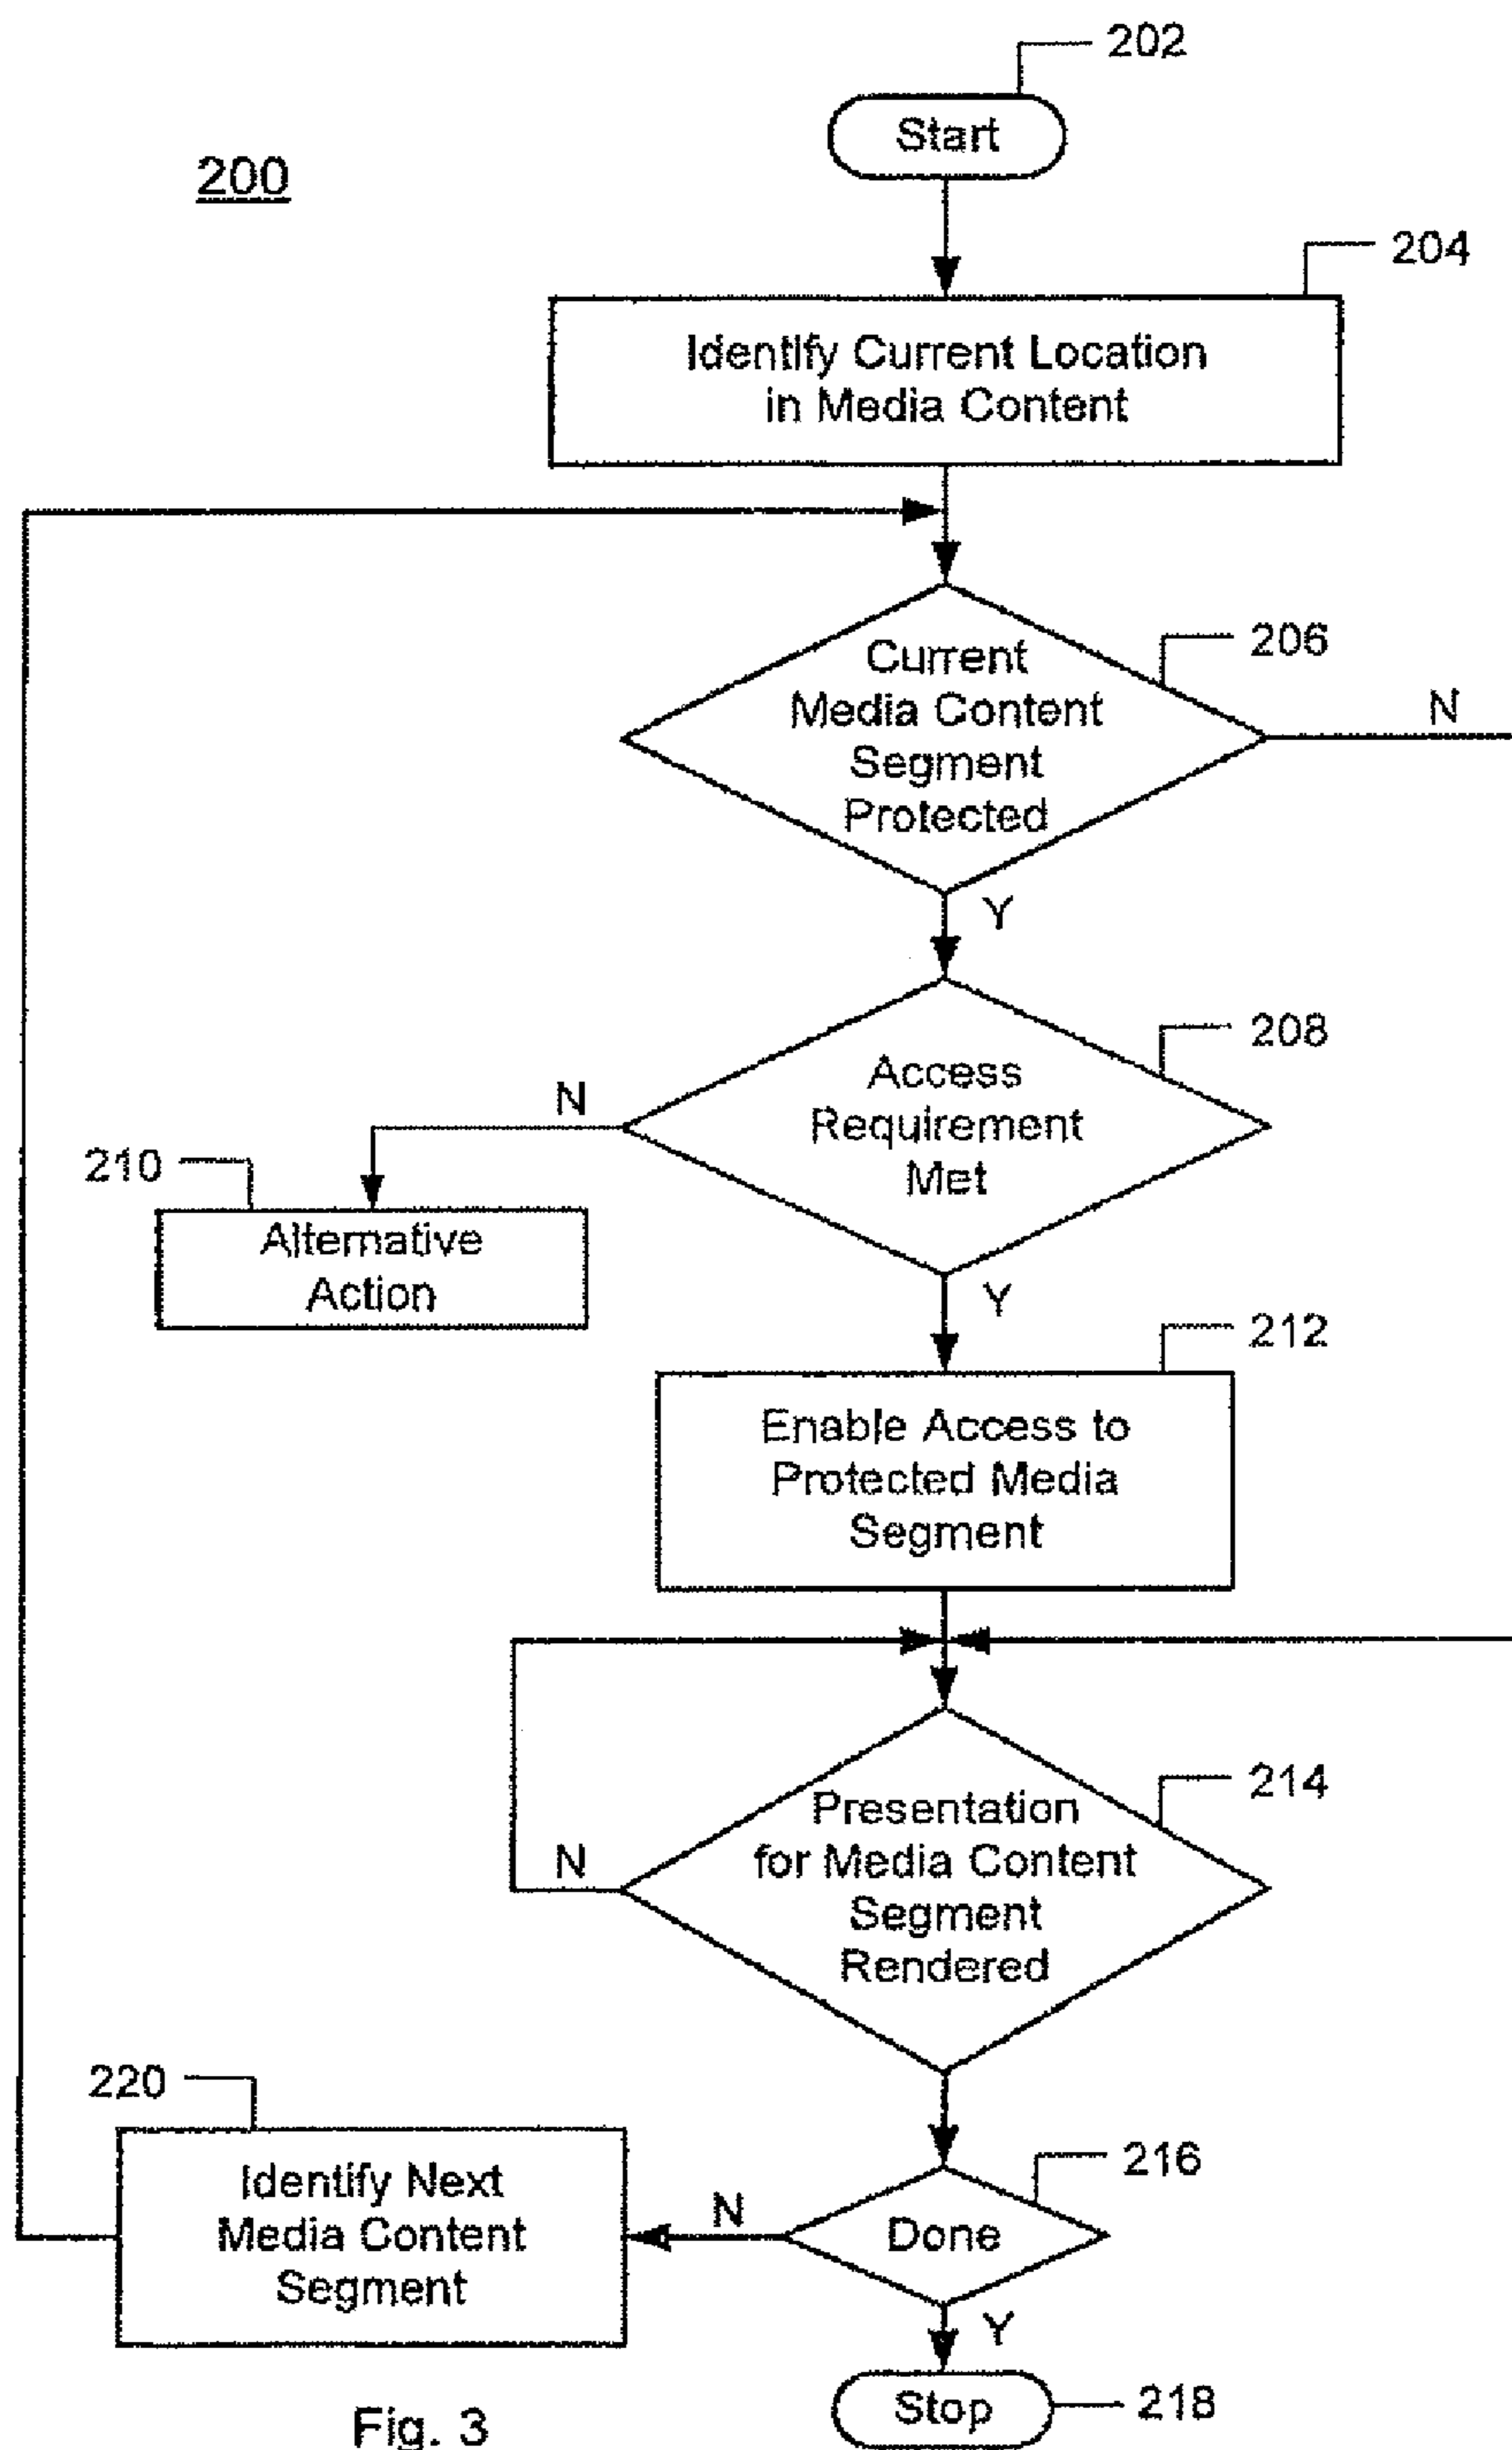 202
Start
200
204
Identify Current Location
in Media Content
206
Current
Media Content
Segment
Protected
N
Y
208
Access
Requirement
Met
N
210
Alternative
Action
Y
212
Enable Access to
Protected Media
Segment
214
Presentation
for Media Content
Segment
Rendered
N
220
Identify Next
Media Content
Segment
N
216
Done
Y
Stop
218
Fig. 3